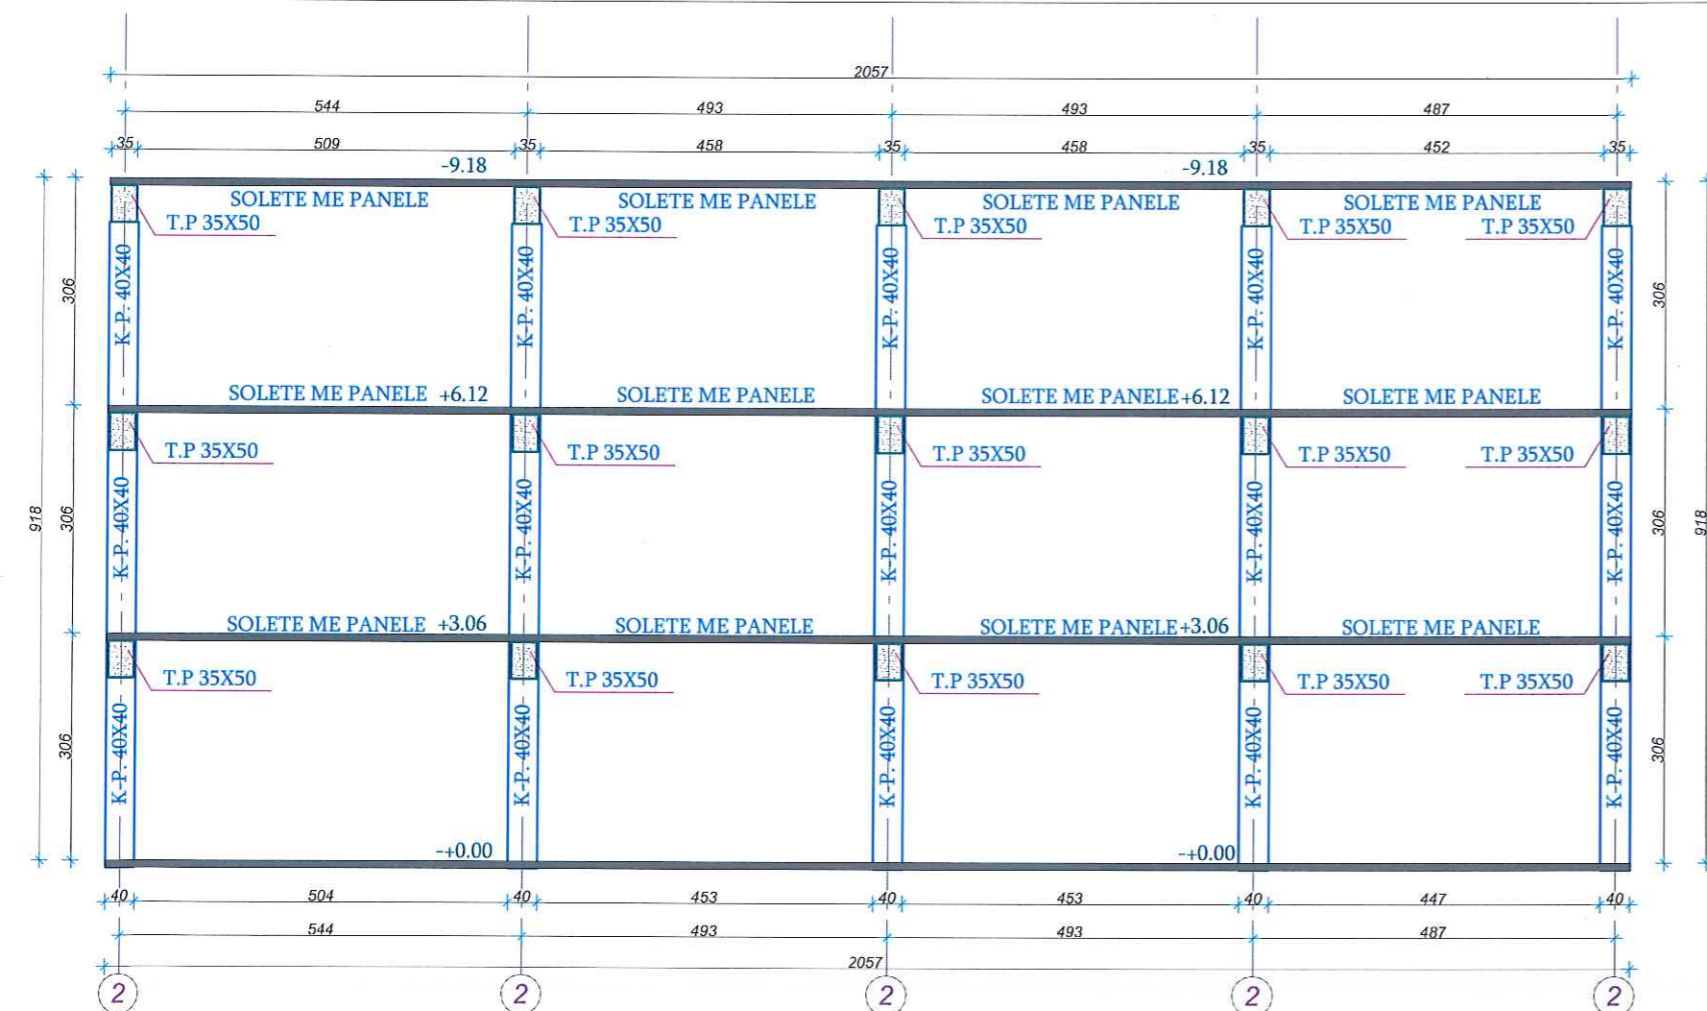 2057
544 493 493 487
35 509 35 458 35 458 35 452 35
-9.18 -9.18
SOLETE ME PANELE SOLETE ME PANELE SOLETE ME PANELE SOLETE ME PANELE
T.P 35X50 T.P 35X50 T.P 35X50 T.P 35X50 T.P 35X50
306 K-P. 40X40 K-P. 40X40 K-P. 40X40 K-P. 40X40 K-P. 40X40 306
SOLETE ME PANELE +6.12 SOLETE ME PANELE SOLETE ME PANELE +6.12 SOLETE ME PANELE
T.P 35X50 T.P 35X50 T.P 35X50 T.P 35X50 T.P 35X50
918 306 K-P. 40X40 K-P. 40X40 K-P. 40X40 K-P. 40X40 K-P. 40X40 306 918
SOLETE ME PANELE +3.06 SOLETE ME PANELE SOLETE ME PANELE +3.06 SOLETE ME PANELE
T.P 35X50 T.P 35X50 T.P 35X50 T.P 35X50 T.P 35X50
306 K-P. 40X40 K-P. 40X40 K-P. 40X40 K-P. 40X40 K-P. 40X40 306
-+0.00 -+0.00
40 504 40 453 40 453 40 447 40
544 493 493 487
2057
2 2 2 2 2